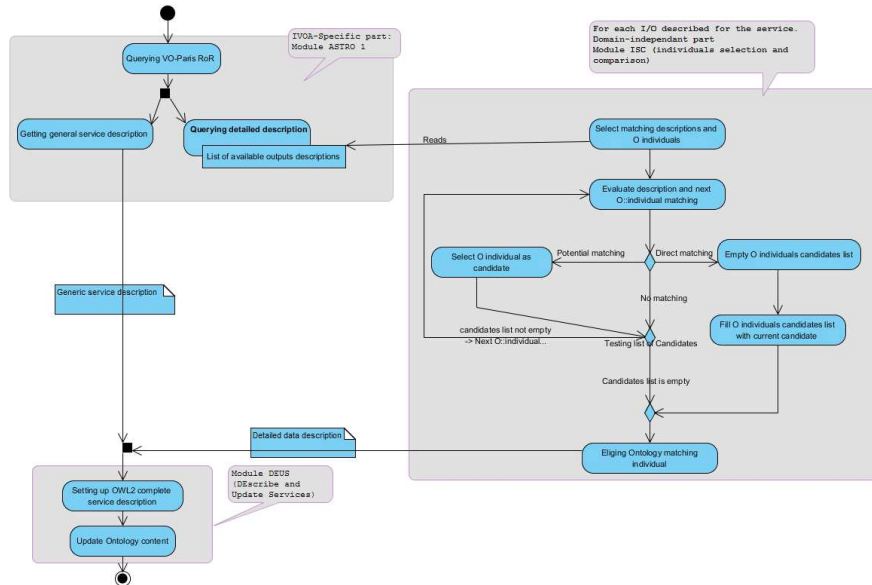 IVOA-Specific part:
Module ASTRO 1
For each I/O described for the service.
Domain-independant part
Module ISC (individuals selection and
comparison)
Querying VO-Paris RoR
Getting general service description
Querying detailed description
List of available outputs descriptions
Reads
Select matching descriptions and
O individuals
Evaluate description and next
O::individual matching
Select O individual as
candidate
Potential matching
Direct matching
Empty O individuals candidates list
No matching
Generic service description
candidates list not empty
-> Next O::individual...
Testing list of Candidates
Fill O individuals candidates list
with current candidate
Candidates list is empty
Detailed data description
Eliging Ontology matching
individual
Module DEUS
(DEscribe and
Update Services)
Setting up OWL2 complete
service description
Update Ontology content